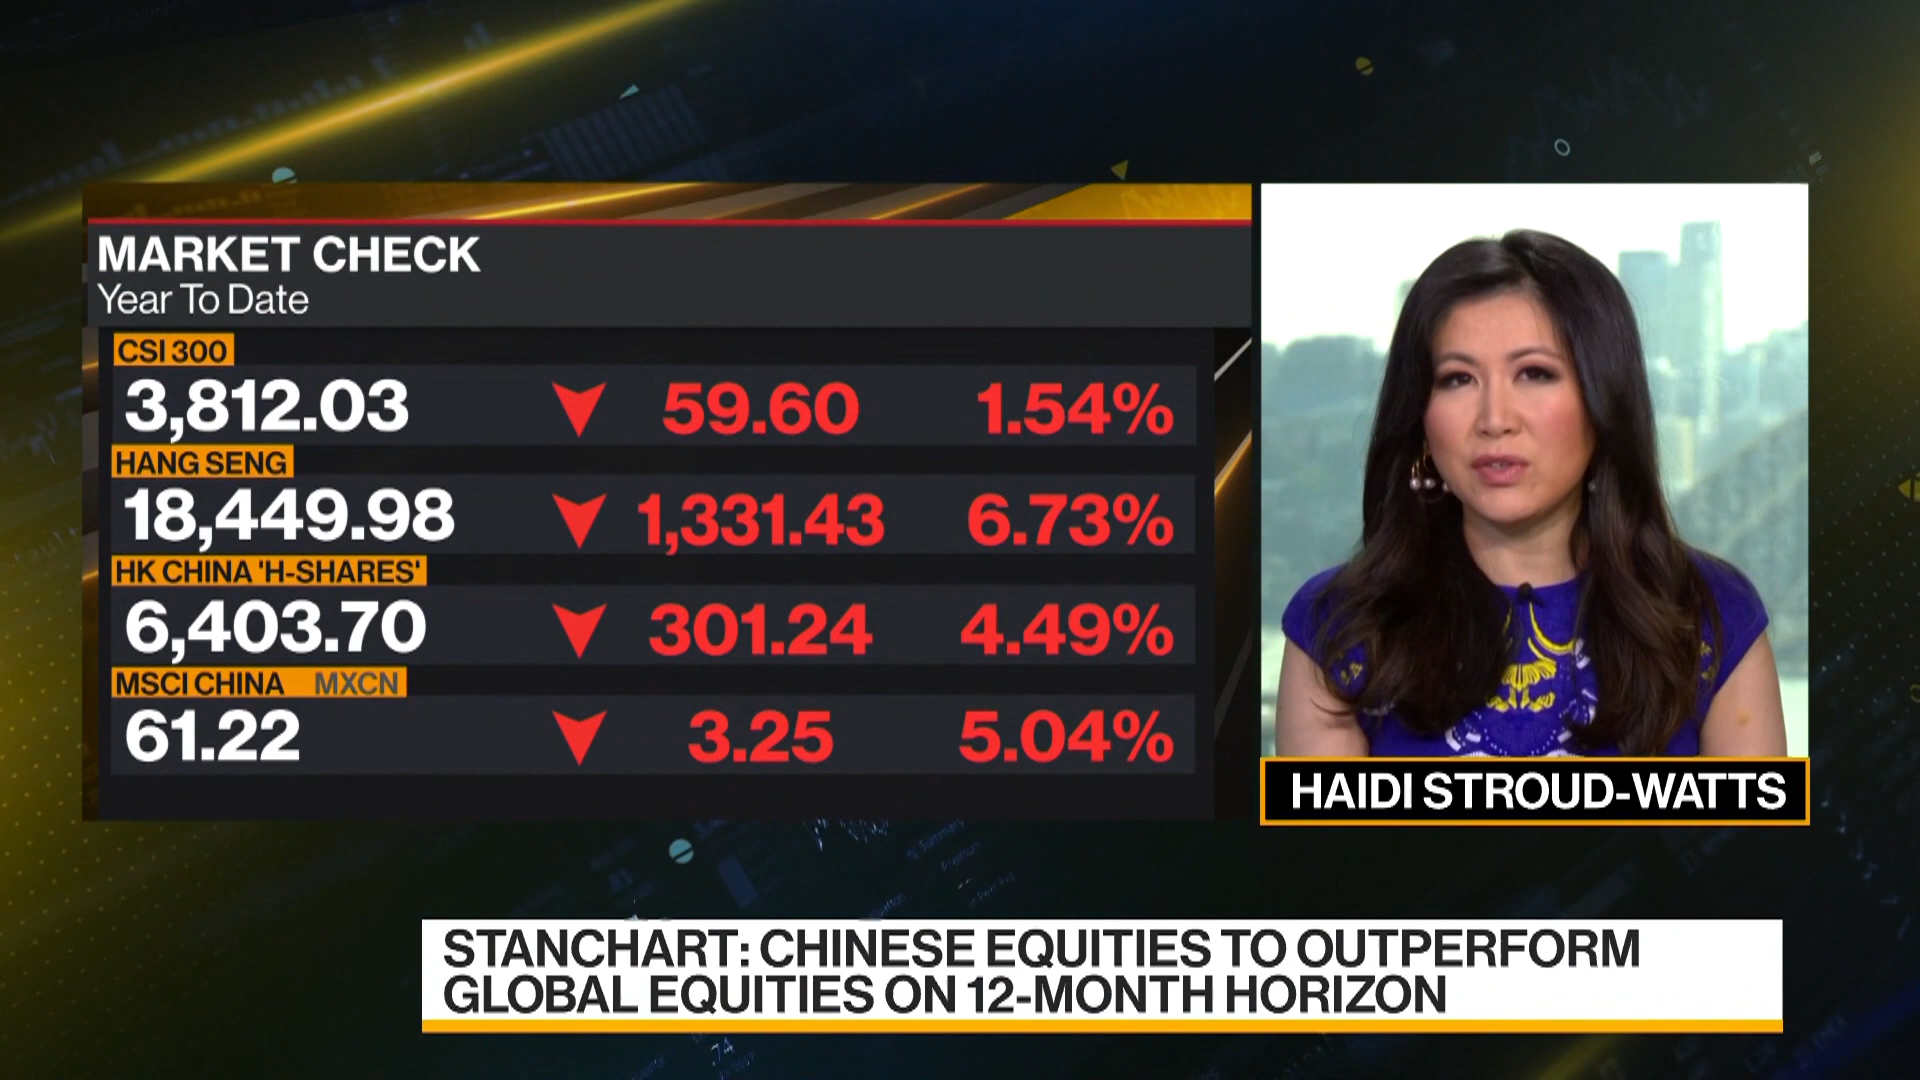 MARKET CHECK
Year To Date
CSI 300
3,812.03 59.60 1.54%
HANG SENG
18,449.98 1,331.43 6.73%
HK CHINA 'H-SHARES'
6,403.70 301.24 4.49%
MSCI CHINA MXCN
61.22 3.25 5.04%
HAIDI STROUD-WATTS
STANCHART: CHINESE EQUITIES TO OUTPERFORM
GLOBAL EQUITIES ON 12-MONTH HORIZON
74